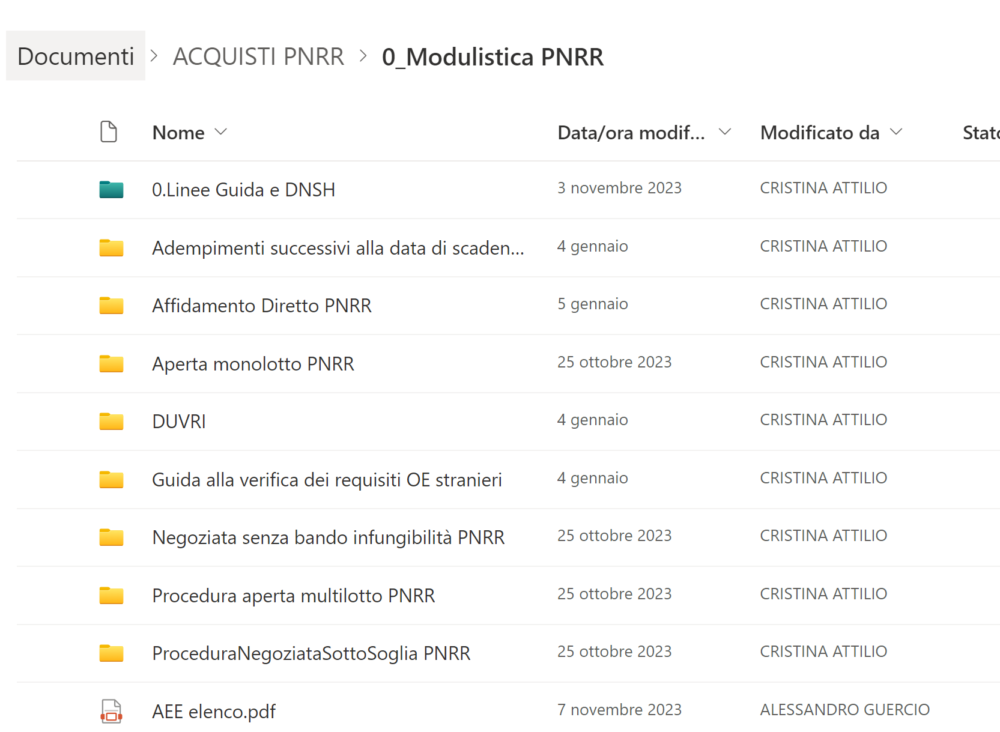 Documenti > ACQUISTI PNRR > 0_Modulistica PNRR
Nome Data/ora modif... Modificato da
0.Linee Guida e DNSH 3 novembre 2023 CRISTINA ATTILIO
Adempimenti successivi alla data di scaden... 4 gennaio CRISTINA ATTILIO
Affidamento Diretto PNRR 5 gennaio CRISTINA ATTILIO
Aperta monolotto PNRR 25 ottobre 2023 CRISTINA ATTILIO
DUVRI 4 gennaio CRISTINA ATTILIO
Guida alla verifica dei requisiti OE stranieri 4 gennaio CRISTINA ATTILIO
Negoziata senza bando infungibilità PNRR 25 ottobre 2023 CRISTINA ATTILIO
Procedura aperta multilotto PNRR 25 ottobre 2023 CRISTINA ATTILIO
ProceduraNegoziataSottoSoglia PNRR 25 ottobre 2023 CRISTINA ATTILIO
AEE elenco.pdf 7 novembre 2023 ALESSANDRO GUERCIO